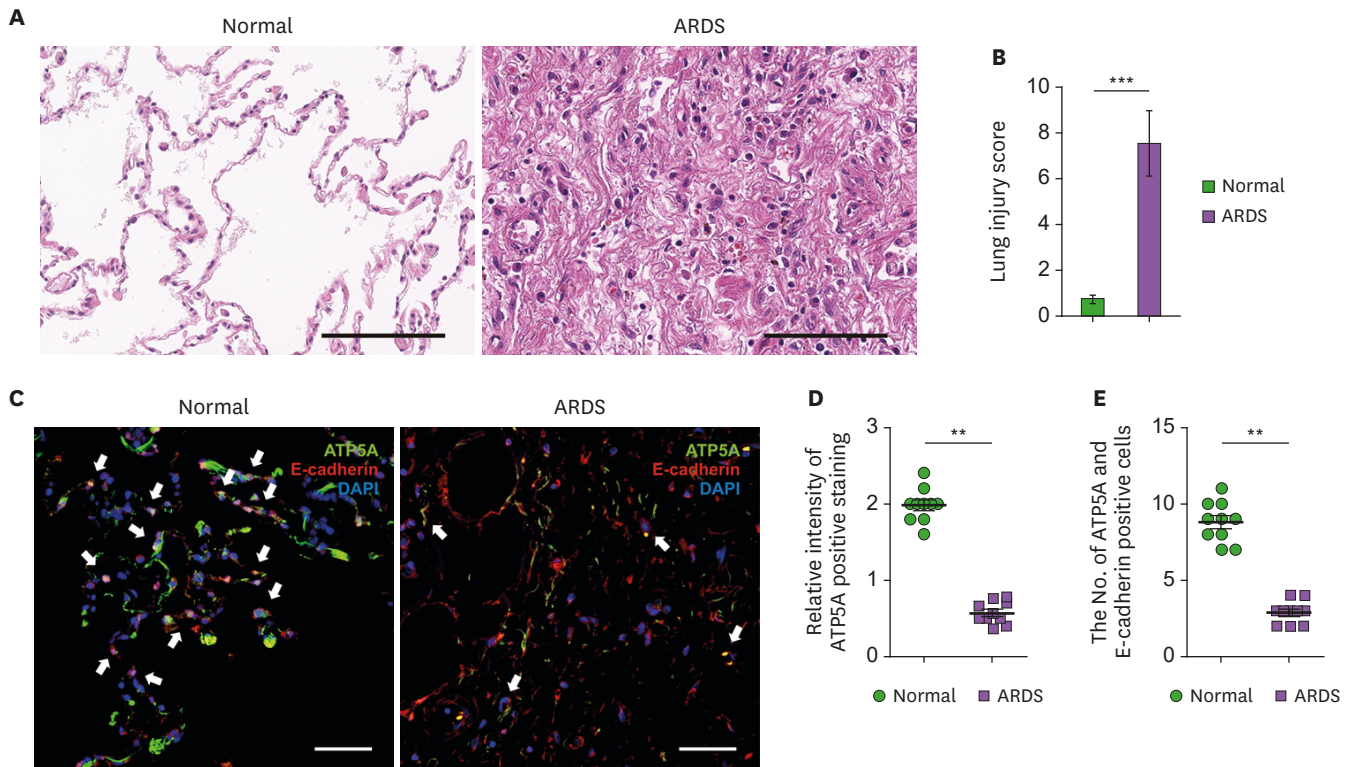 A
Normal
ARDS
B
Lung injury score
10
8
6
4
2
0
***
Normal
ARDS
C
Normal
ARDS
ATP5A
E-cadherin
DAPI
ATP5A
E-cadherin
DAPI
D
Relative intensity of
ATP5A positive staining
3
2
1
0
**
Normal
ARDS
E
The No. of ATP5A and
E-cadherin positive cells
15
10
5
0
**
Normal
ARDS